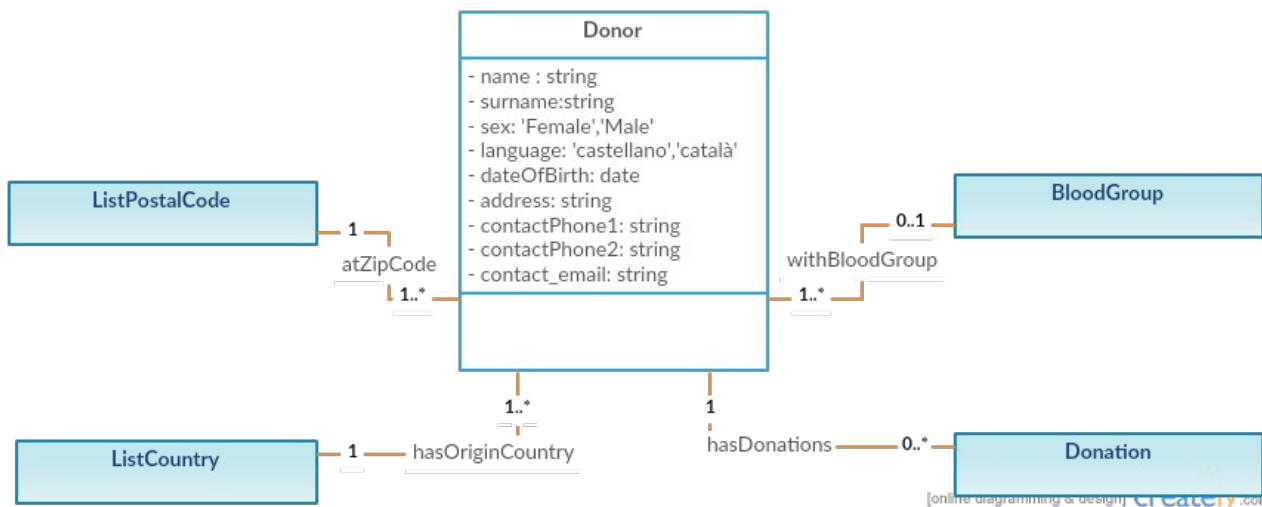 Donor
- name : string
- surname:string
- sex: 'Female','Male'
- language: 'castellano','català'
- dateOfBirth: date
- address: string
- contactPhone1: string
- contactPhone2: string
- contact_email: string
ListPostalCode
1
atZipCode
1..*
BloodGroup
0..1
withBloodGroup
1..*
1..*
hasOriginCountry
1
ListCountry
1
hasDonations
0..*
Donation
[online diagramming & design] creately.com